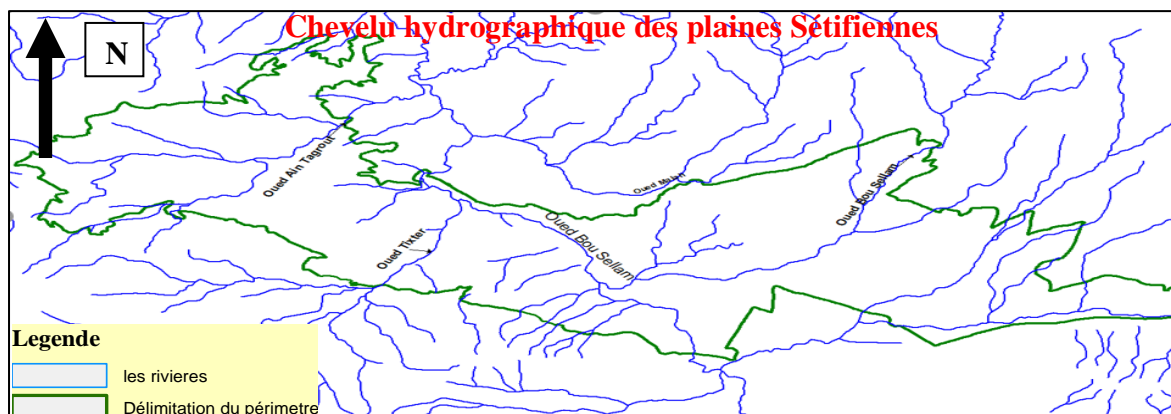 Chevelu hydrographique des plaines Sétifiennes
N
Oued Ain Tagrout
Oued Tixter
Oued Bou Sellam
Oued Bou Sellam
Legende
les rivieres
Délimitation du périmetre